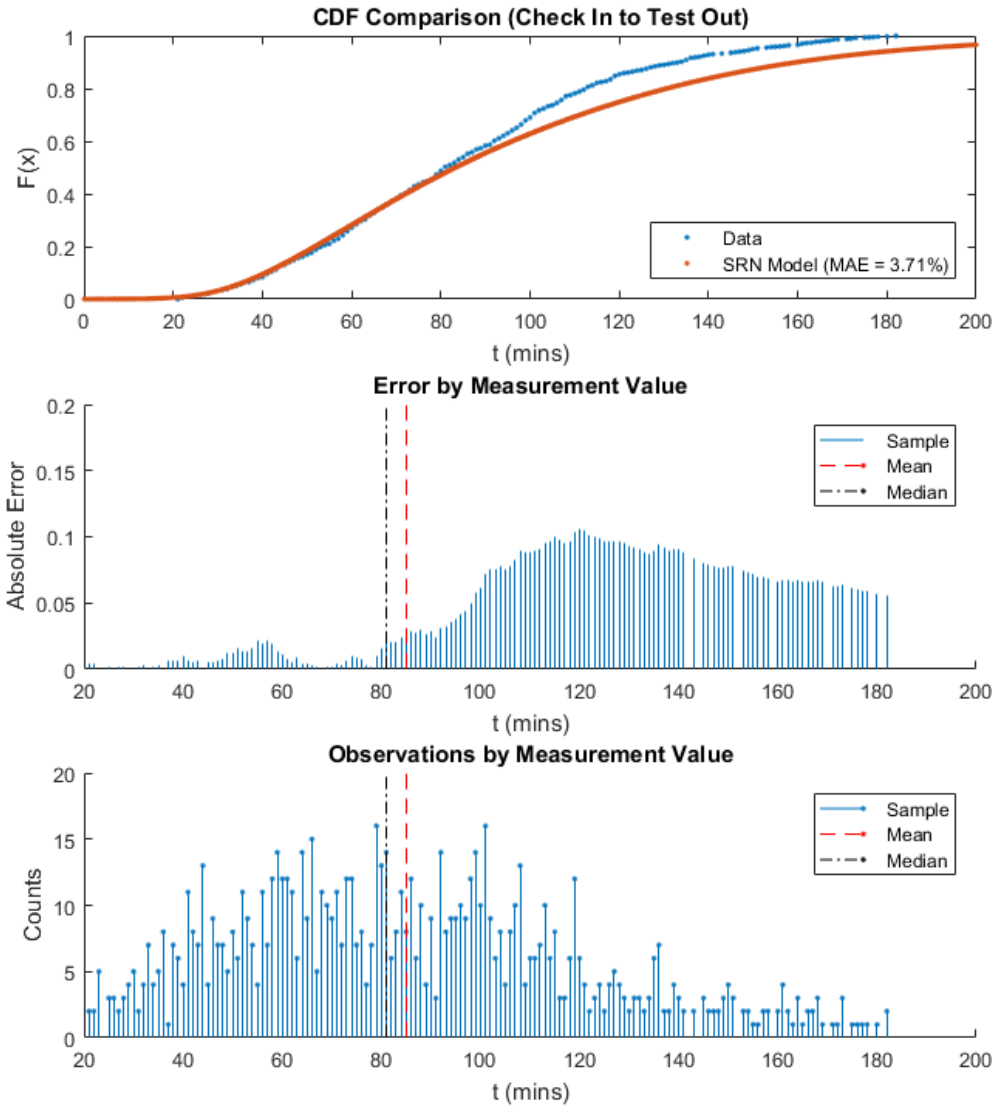 CDF Comparison (Check In to Test Out)
1
0.8
0.6
0.4
0.2
0
F(x)
Data
SRN Model (MAE = 3.71%)
0 20 40 60 80 100 120 140 160 180 200
t (mins)
Error by Measurement Value
0.2
0.15
0.1
0.05
0
Absolute Error
Sample
Mean
Median
20 40 60 80 100 120 140 160 180 200
t (mins)
Observations by Measurement Value
20
15
10
5
0
Counts
Sample
Mean
Median
20 40 60 80 100 120 140 160 180 200
t (mins)